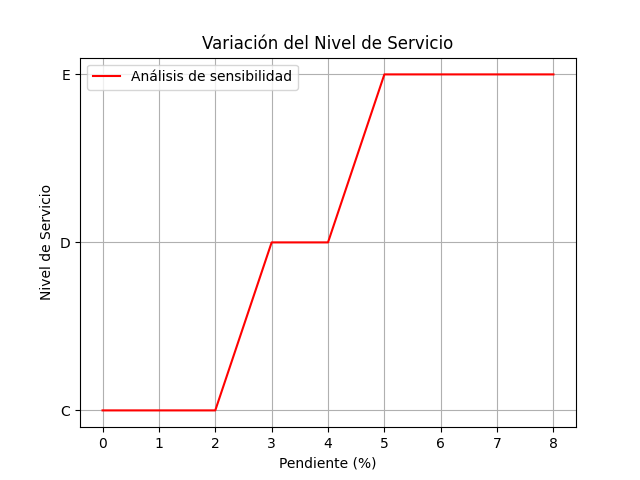 Variación del Nivel de Servicio
Análisis de sensibilidad
Nivel de Servicio
E
D
C
0 1 2 3 4 5 6 7 8
Pendiente (%)